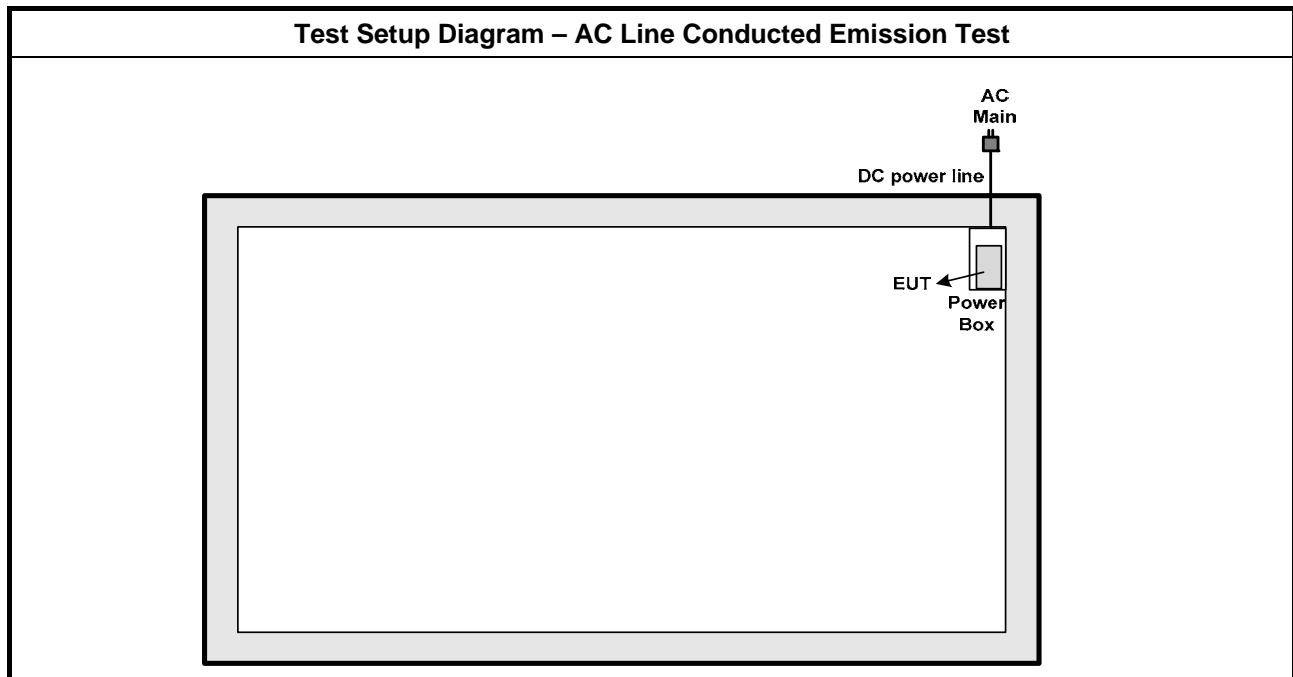 Test Setup Diagram – AC Line Conducted Emission Test
AC
Main
DC power line
EUT
Power
Box